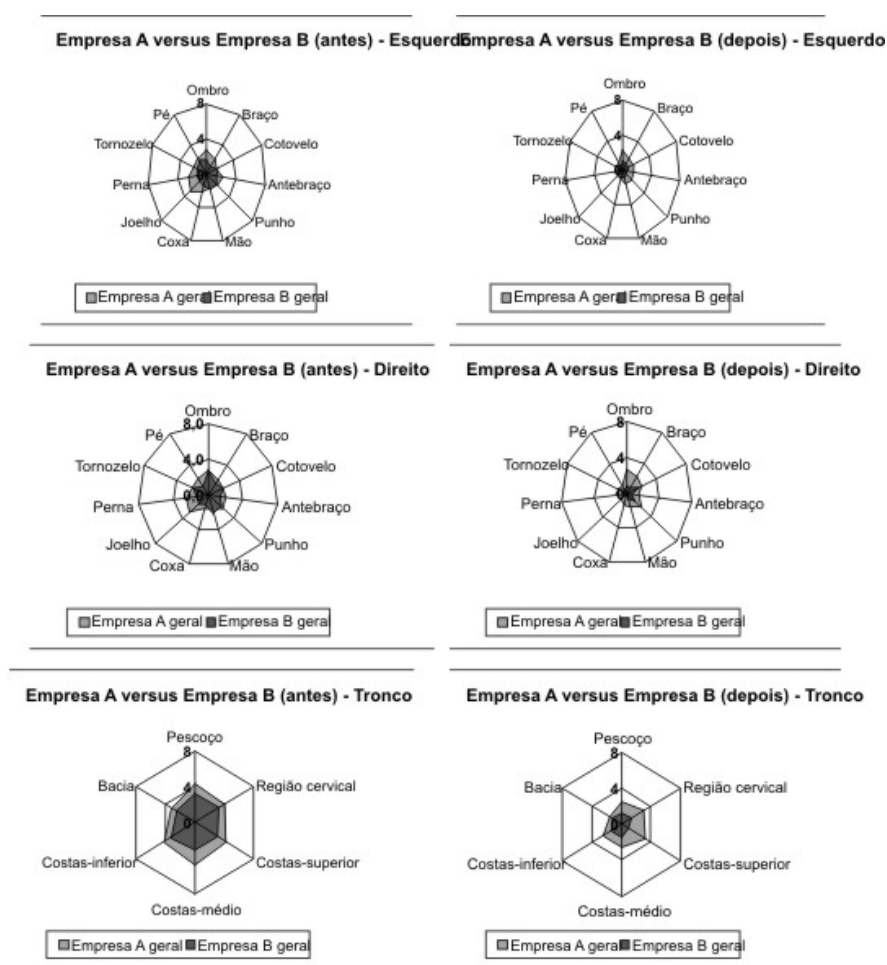 Empresa A versus Empresa B (antes) - Esquerdo
Ombro
8
Pé
Braço
4
Tornozelo
Cotovelo
0
Perna
Antebraço
Joelho
Punho
Coxa
Mão
Empresa A geral
Empresa B geral
Empresa A versus Empresa B (depois) - Esquerdo
Ombro
8
Pé
Braço
4
Tornozelo
Cotovelo
0
Perna
Antebraço
Joelho
Punho
Coxa
Mão
Empresa A geral
Empresa B geral
Empresa A versus Empresa B (antes) - Direito
Ombro
8,0
Pé
Braço
4,0
Tornozelo
Cotovelo
0,0
Perna
Antebraço
Joelho
Punho
Coxa
Mão
Empresa A geral
Empresa B geral
Empresa A versus Empresa B (depois) - Direito
Ombro
8
Pé
Braço
4
Tornozelo
Cotovelo
0
Perna
Antebraço
Joelho
Punho
Coxa
Mão
Empresa A geral
Empresa B geral
Empresa A versus Empresa B (antes) - Tronco
Pescoço
8
Bacia
4
Região cervical
0
Costas-inferior
Costas-superior
Costas-médio
Empresa A geral
Empresa B geral
Empresa A versus Empresa B (depois) - Tronco
Pescoço
8
Bacia
4
Região cervical
0
Costas-inferior
Costas-superior
Costas-médio
Empresa A geral
Empresa B geral